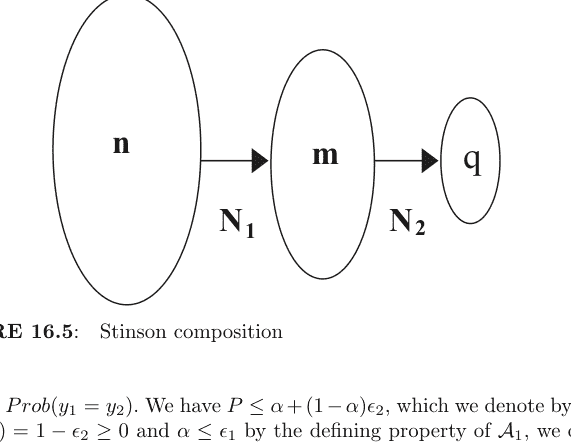 n
m
q
N₁
N₂
RE 16.5: Stinson composition
Prob(y₁ = y₂). We have P ≤ α + (1 − α)ϵ₂, which we denote by
) = 1 − ϵ₂ ≥ 0 and α ≤ ϵ₁ by the defining property of 𝒜₁, we c